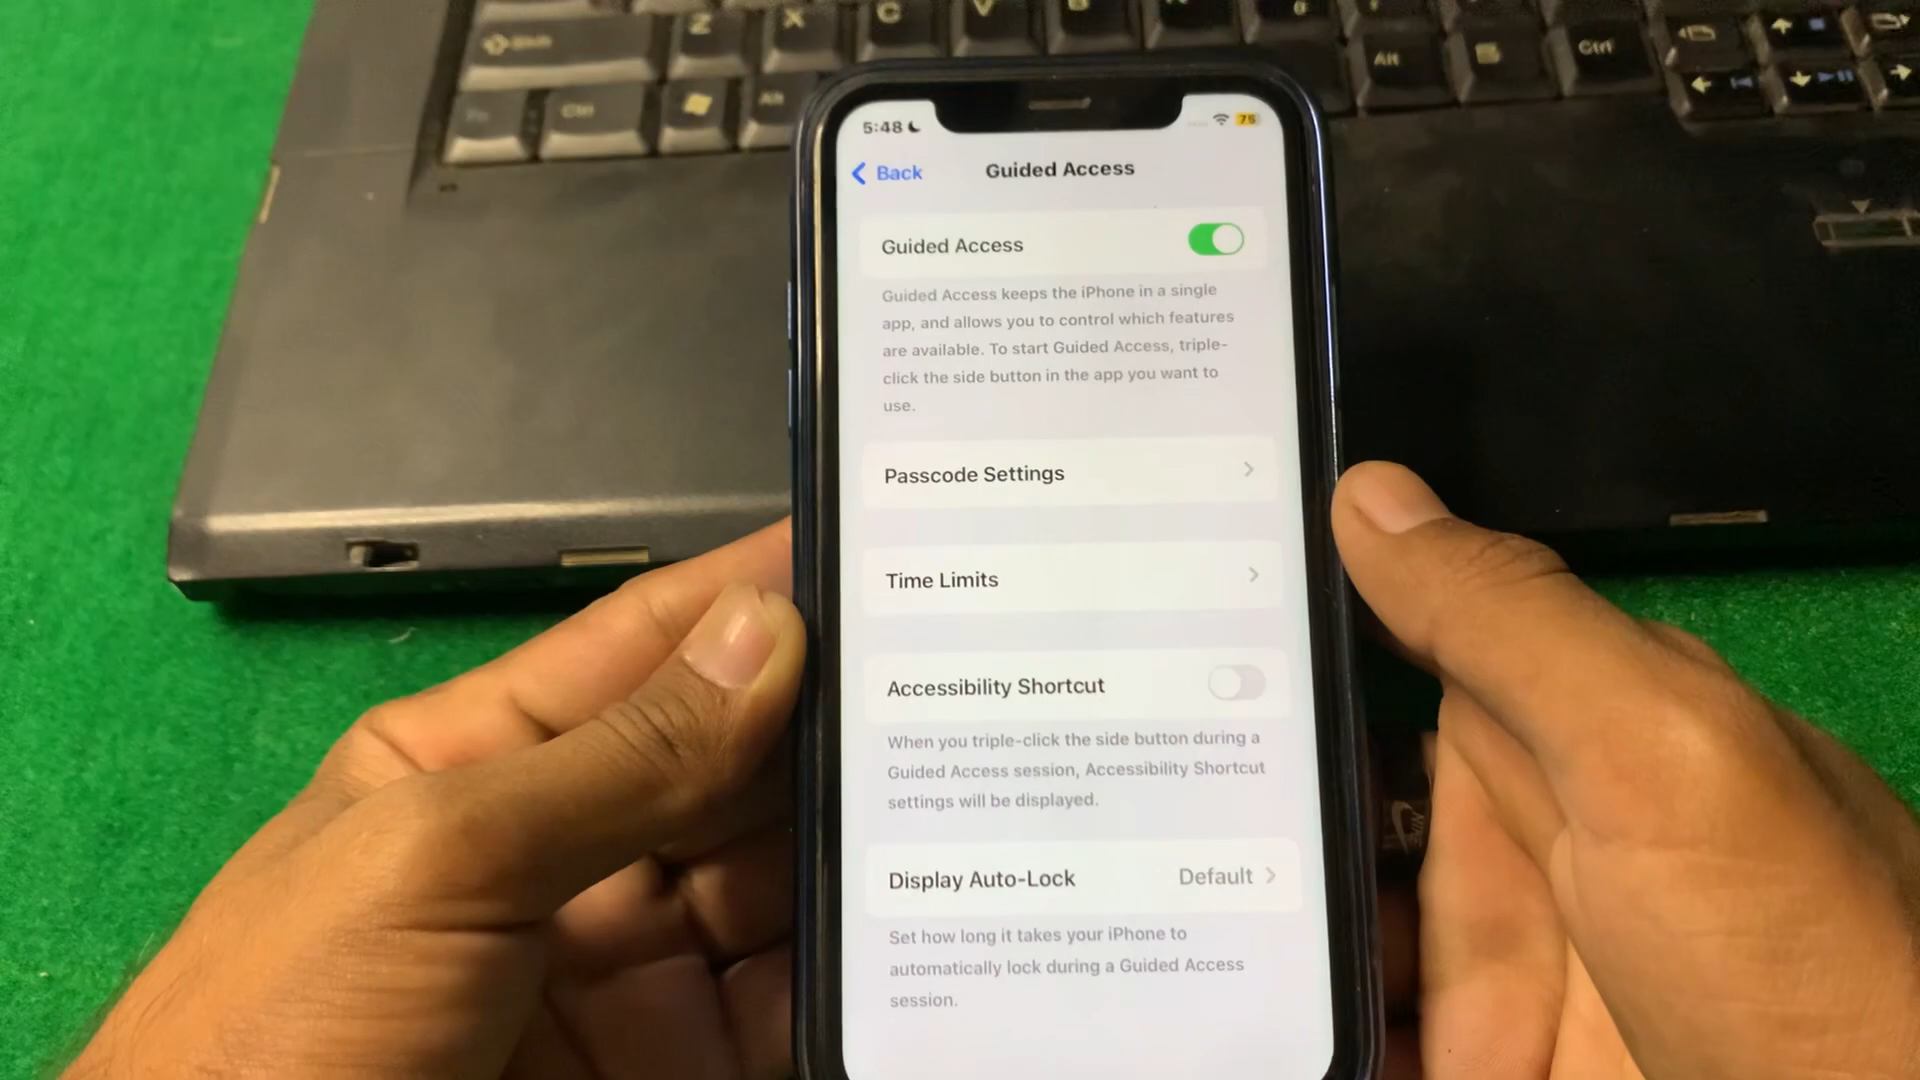 Shift Z X C V B
Fn Ctrl Alt Alt Ctrl
5:48 75
Back Guided Access
Guided Access
Guided Access keeps the iPhone in a single
app, and allows you to control which features
are available. To start Guided Access, triple-
click the side button in the app you want to
use.
Passcode Settings
Time Limits
Accessibility Shortcut
When you triple-click the side button during a
Guided Access session, Accessibility Shortcut
settings will be displayed.
Display Auto-Lock Default
Set how long it takes your iPhone to
automatically lock during a Guided Access
session.
NIKE